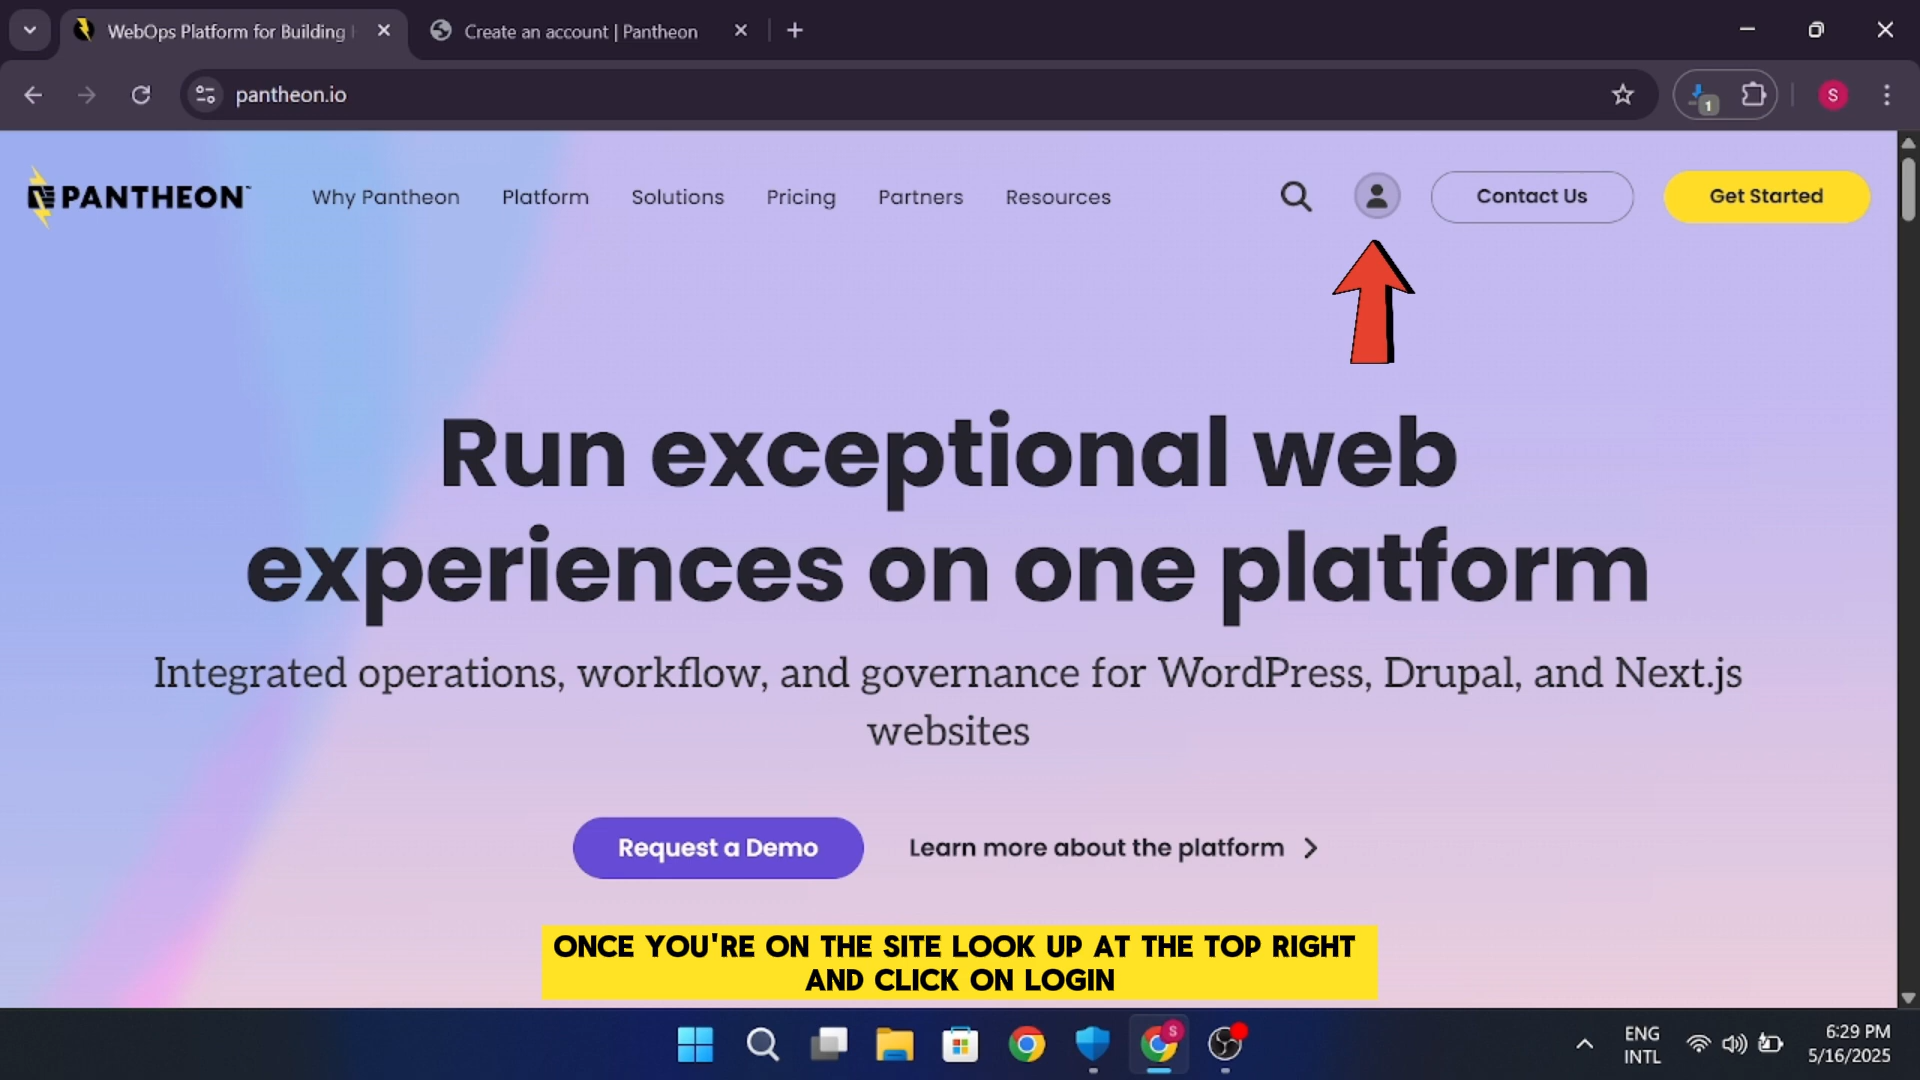 WebOps Platform for Building
Create an account | Pantheon
pantheon.io
1
S
PANTHEON
Why Pantheon
Platform
Solutions
Pricing
Partners
Resources
Contact Us
Get Started
Run exceptional web
experiences on one platform
Integrated operations, workflow, and governance for WordPress, Drupal, and Next.js
websites
Request a Demo
Learn more about the platform
ONCE YOU'RE ON THE SITE LOOK UP AT THE TOP RIGHT
AND CLICK ON LOGIN
S
ENG
INTL
6:29 PM
5/16/2025